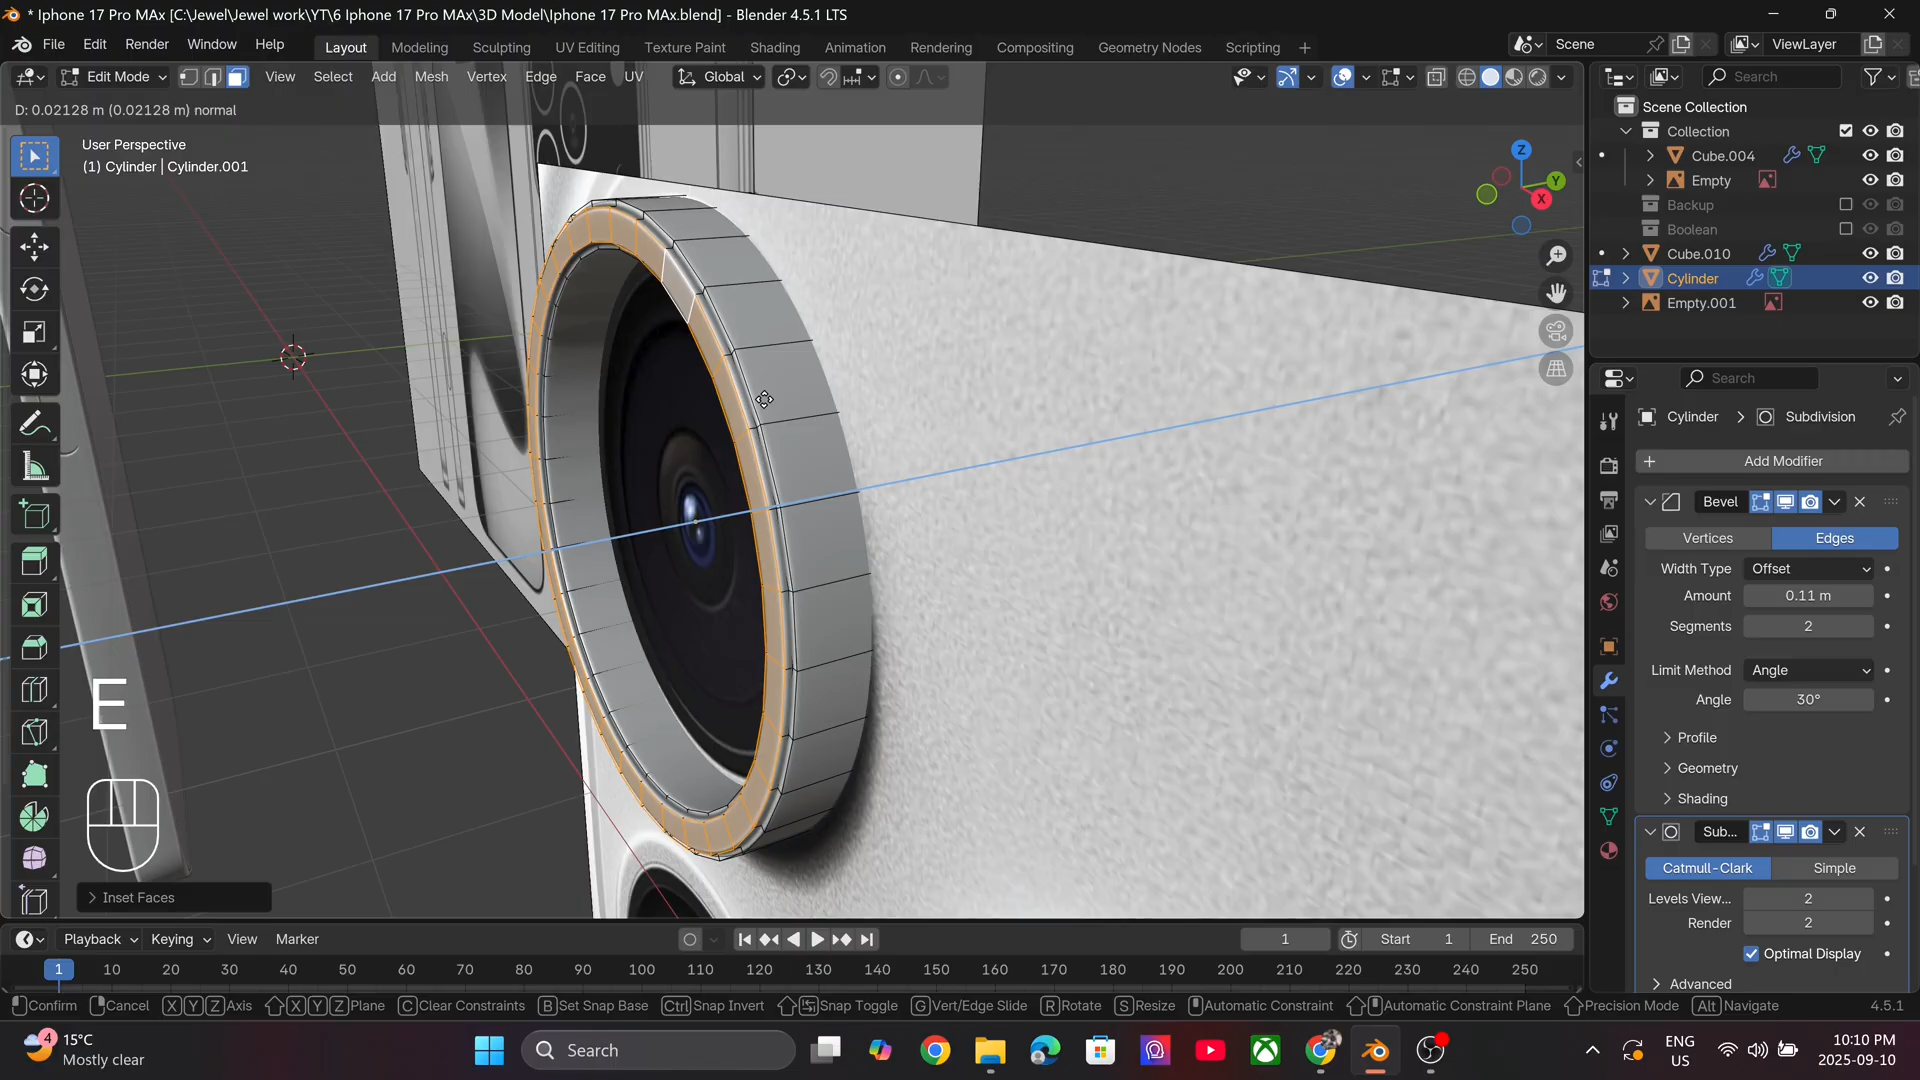 * Iphone 17 Pro MAx [C:\Jewel\Jewel work\YT\6 Iphone 17 Pro MAx\3D Model\Iphone 17 Pro MAx.blend] - Blender 4.5.1 LTS
File Edit Render Window Help Layout Modeling Sculpting UV Editing Texture Paint Shading Animation Rendering Compositing Geometry Nodes Scripting + Scene ViewLayer
Edit Mode View Select Add Mesh Vertex Edge Face UV Global Search
D: 0.02128 m (0.02128 m) normal
User Perspective
(1) Cylinder | Cylinder.001
Z
Y
X
E
Inset Faces
Scene Collection
Collection
Cube.004
Empty
Backup
Boolean
Cube.010
Cylinder
Empty.001
Search
Cylinder > Subdivision
+ Add Modifier
Bevel
Vertices Edges
Width Type Offset
Amount 0.11 m
Segments 2
Limit Method Angle
Angle 30°
Profile
Geometry
Shading
Sub...
Catmull-Clark Simple
Levels View... 2
Render 2
Optimal Display
Advanced
Playback Keying View Marker 1 Start 1 End 250
1 10 20 30 40 50 60 70 80 90 100 110 120 130 140 150 160 170 180 190 200 210 220 230 240 250
Confirm Cancel X Y Z Axis X Y Z Plane C Clear Constraints B Set Snap Base Ctrl Snap Invert Snap Toggle G Vert/Edge Slide R Rotate S Resize Automatic Constraint Automatic Constraint Plane Precision Mode Alt Navigate 4.5.1
4 15°C
Mostly clear
Search
ENG
US
10:10 PM
2025-09-10